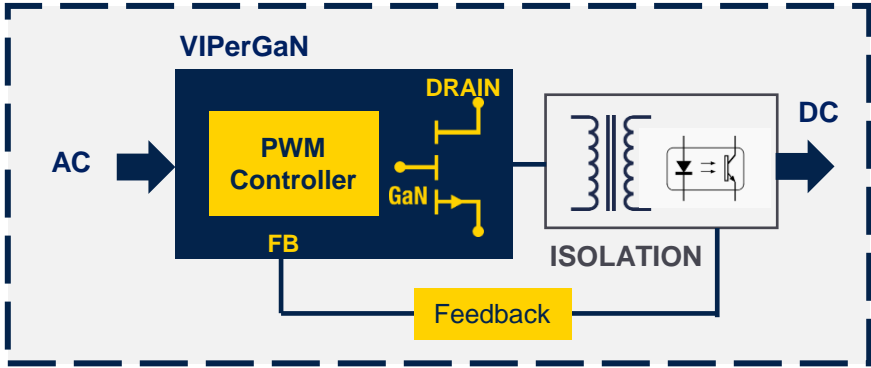 VIPerGaN
DRAIN
DC
AC
PWM
Controller
GaN
FB
ISOLATION
Feedback